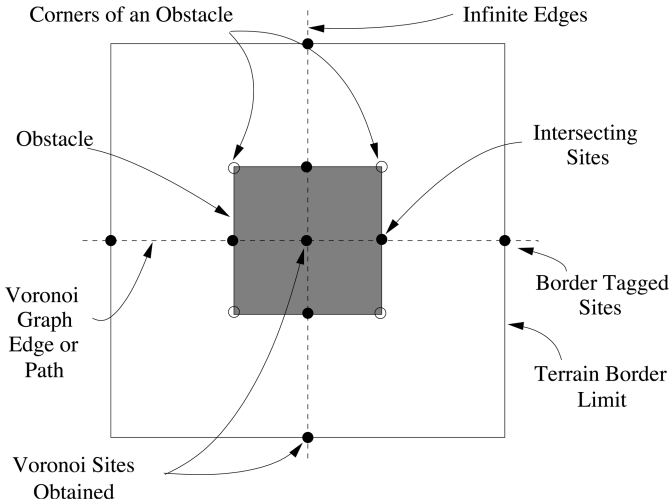 Corners of an Obstacle
Infinite Edges
Obstacle
Intersecting
Sites
Voronoi
Graph
Edge or
Path
Border Tagged
Sites
Terrain Border
Limit
Voronoi Sites
Obtained